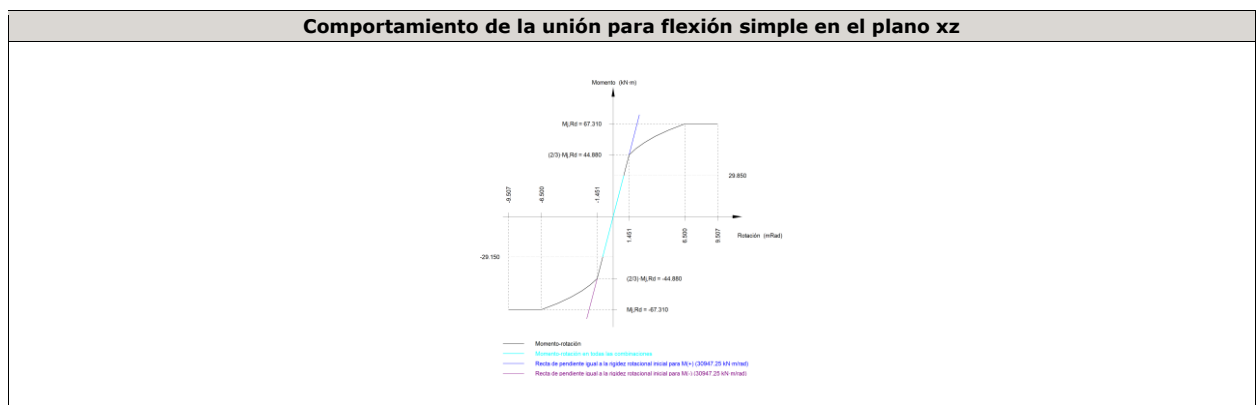 Comportamiento de la unión para flexión simple en el plano xz
Momento (kN·m)
Mj,Rd = 67.310
(2/3)·Mj,Rd = 44.880
29.850
-9.507
-6.500
-1.451
1.451
6.500
9.507
Rotación (mRad)
-29.150
(2/3)·Mj,Rd = -44.880
Mj,Rd = -67.310
Momento-rotación
Momento-rotación en todas las combinaciones
Recta de pendiente igual a la rigidez rotacional inicial para M(+) (30947.25 kN·m/rad)
Recta de pendiente igual a la rigidez rotacional inicial para M(-) (30947.25 kN·m/rad)